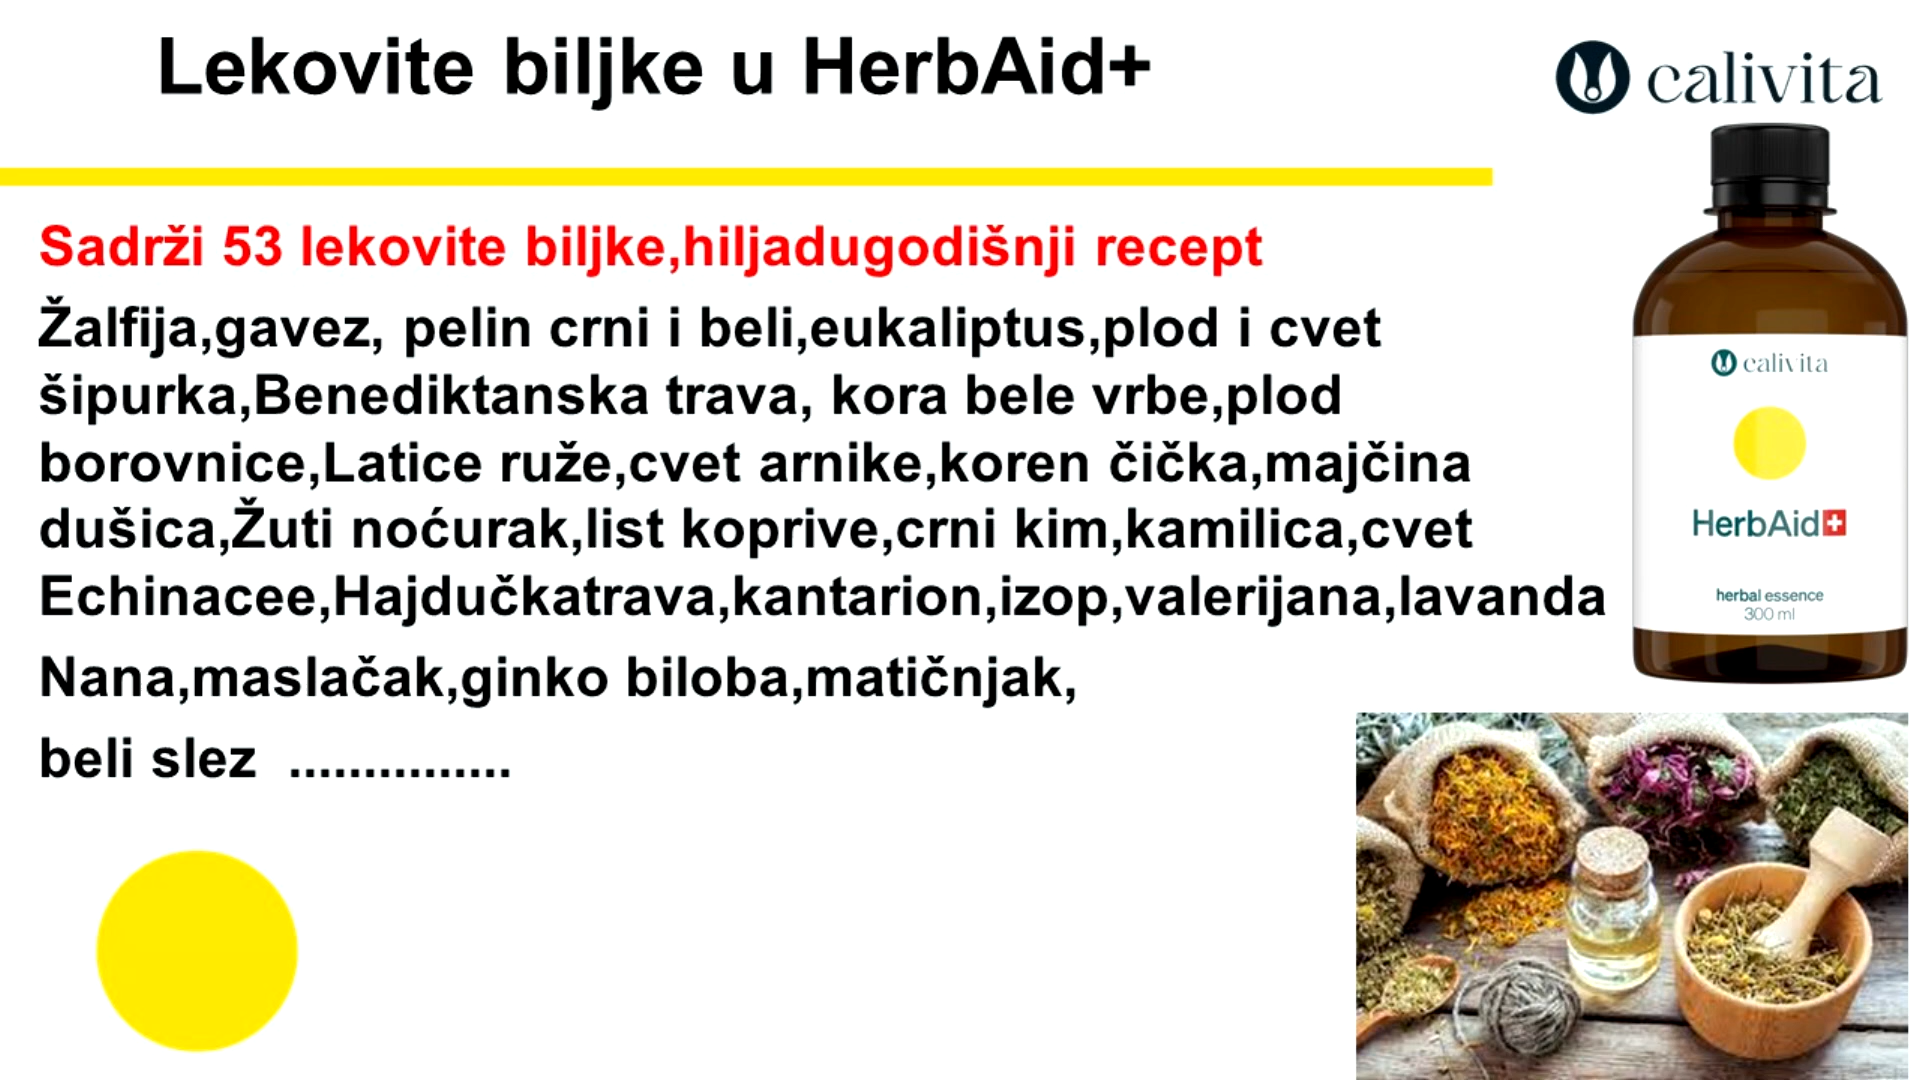 Lekovite biljke u HerbAid+
calivita
Sadrži 53 lekovite biljke,hiljadugodišnji recept
Žalfija,gavez, pelin crni i beli,eukaliptus,plod i cvet
šipurka,Benediktanska trava, kora bele vrbe,plod
borovnice,Latice ruže,cvet arnike,koren čička,majčina
dušica,Žuti noćurak,list koprive,crni kim,kamilica,cvet
Echinacee,Hajdučkatrava,kantarion,izop,valerijana,lavanda
Nana,maslačak,ginko biloba,matičnjak,
beli slez ...............
calivita
HerbAid+
herbal essence
300 ml